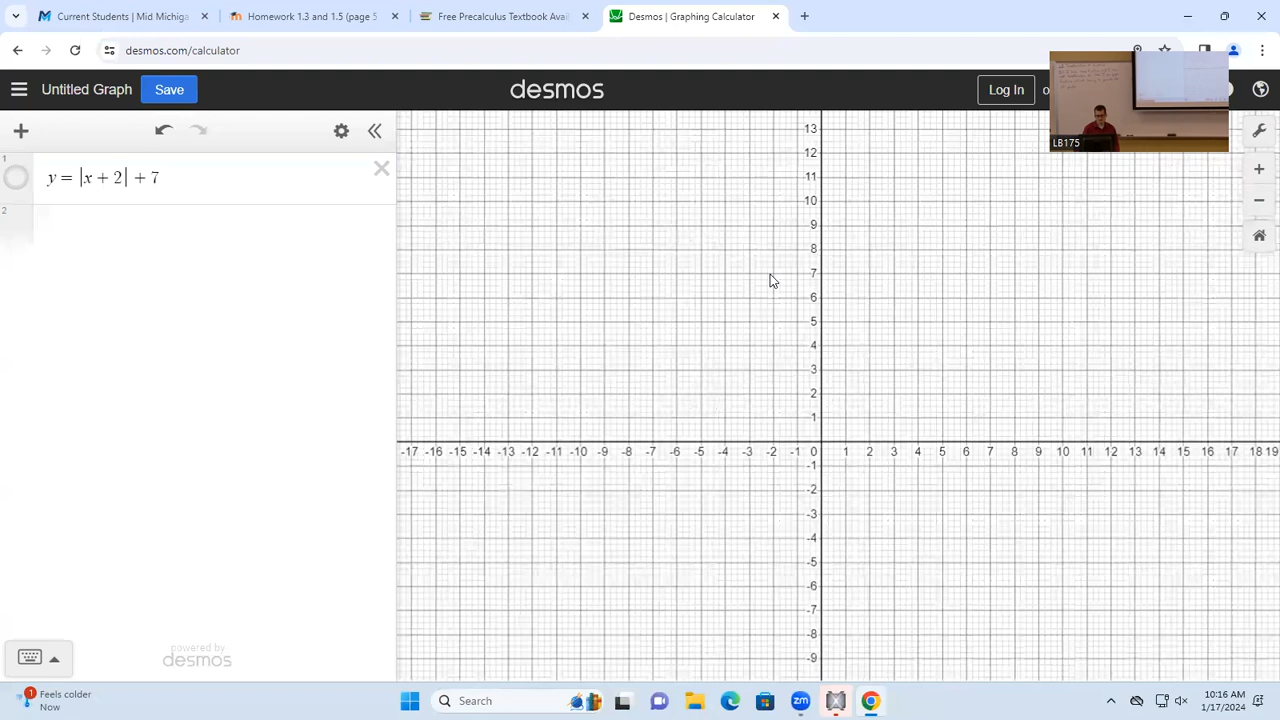 Current Students | Mid Michig
Homework 1.3 and 1.5 Page 5
Free Precalculus Textbook Avai
Desmos | Graphing Calculator
desmos.com/calculator
Untitled Graph
Save
desmos
Log In
LB175
1
y = |x + 2| + 7
2
13
12
11
10
9
8
7
6
5
4
3
2
1
-17 -16 -15 -14 -13 -12 -11 -10 -9 -8 -7 -6 -5 -4 -3 -2 -1 0 1 2 3 4 5 6 7 8 9 10 11 12 13 14 15 16 17 18 19
-1
-2
-3
-4
-5
-6
-7
-8
-9
powered by
desmos
1
Feels colder
Now
Search
zm
10:16 AM
1/17/2024